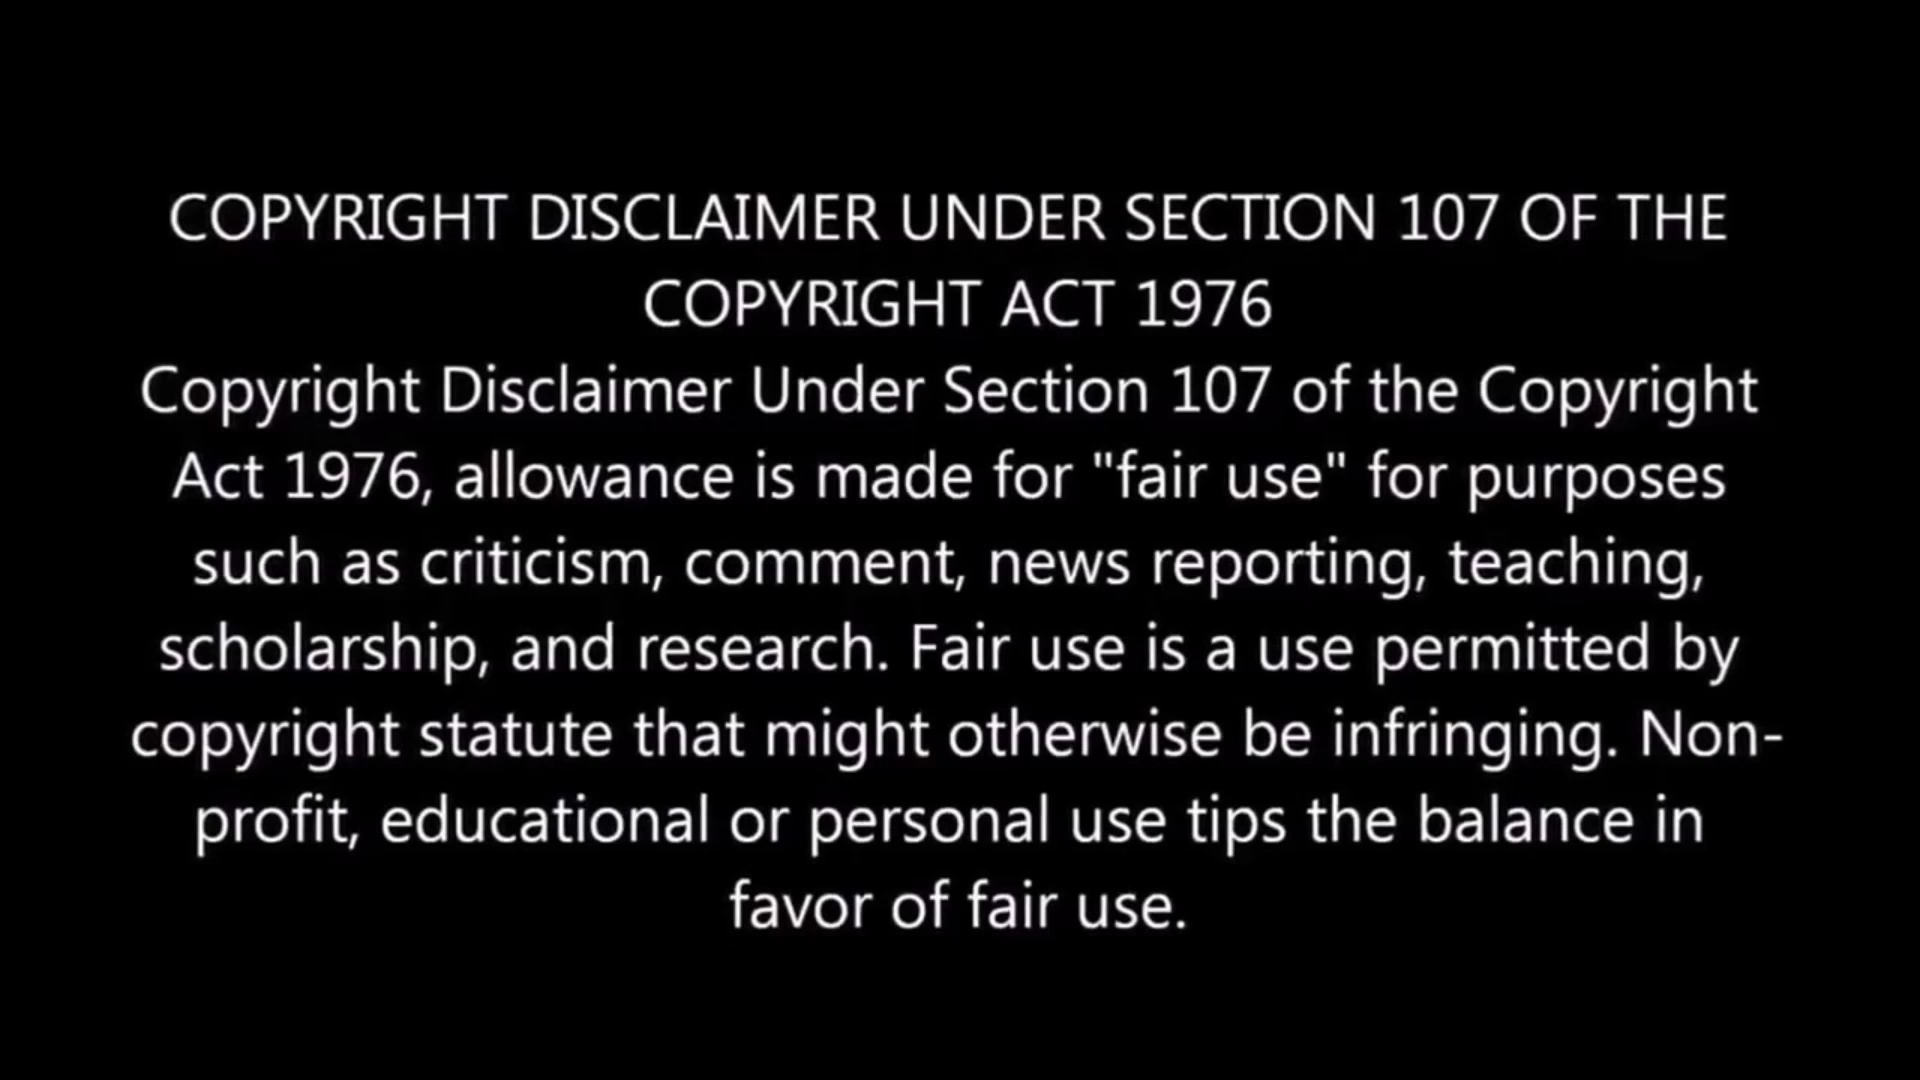 COPYRIGHT DISCLAIMER UNDER SECTION 107 OF THE
COPYRIGHT ACT 1976
Copyright Disclaimer Under Section 107 of the Copyright
Act 1976, allowance is made for "fair use" for purposes
such as criticism, comment, news reporting, teaching,
scholarship, and research. Fair use is a use permitted by
copyright statute that might otherwise be infringing. Non-
profit, educational or personal use tips the balance in
favor of fair use.